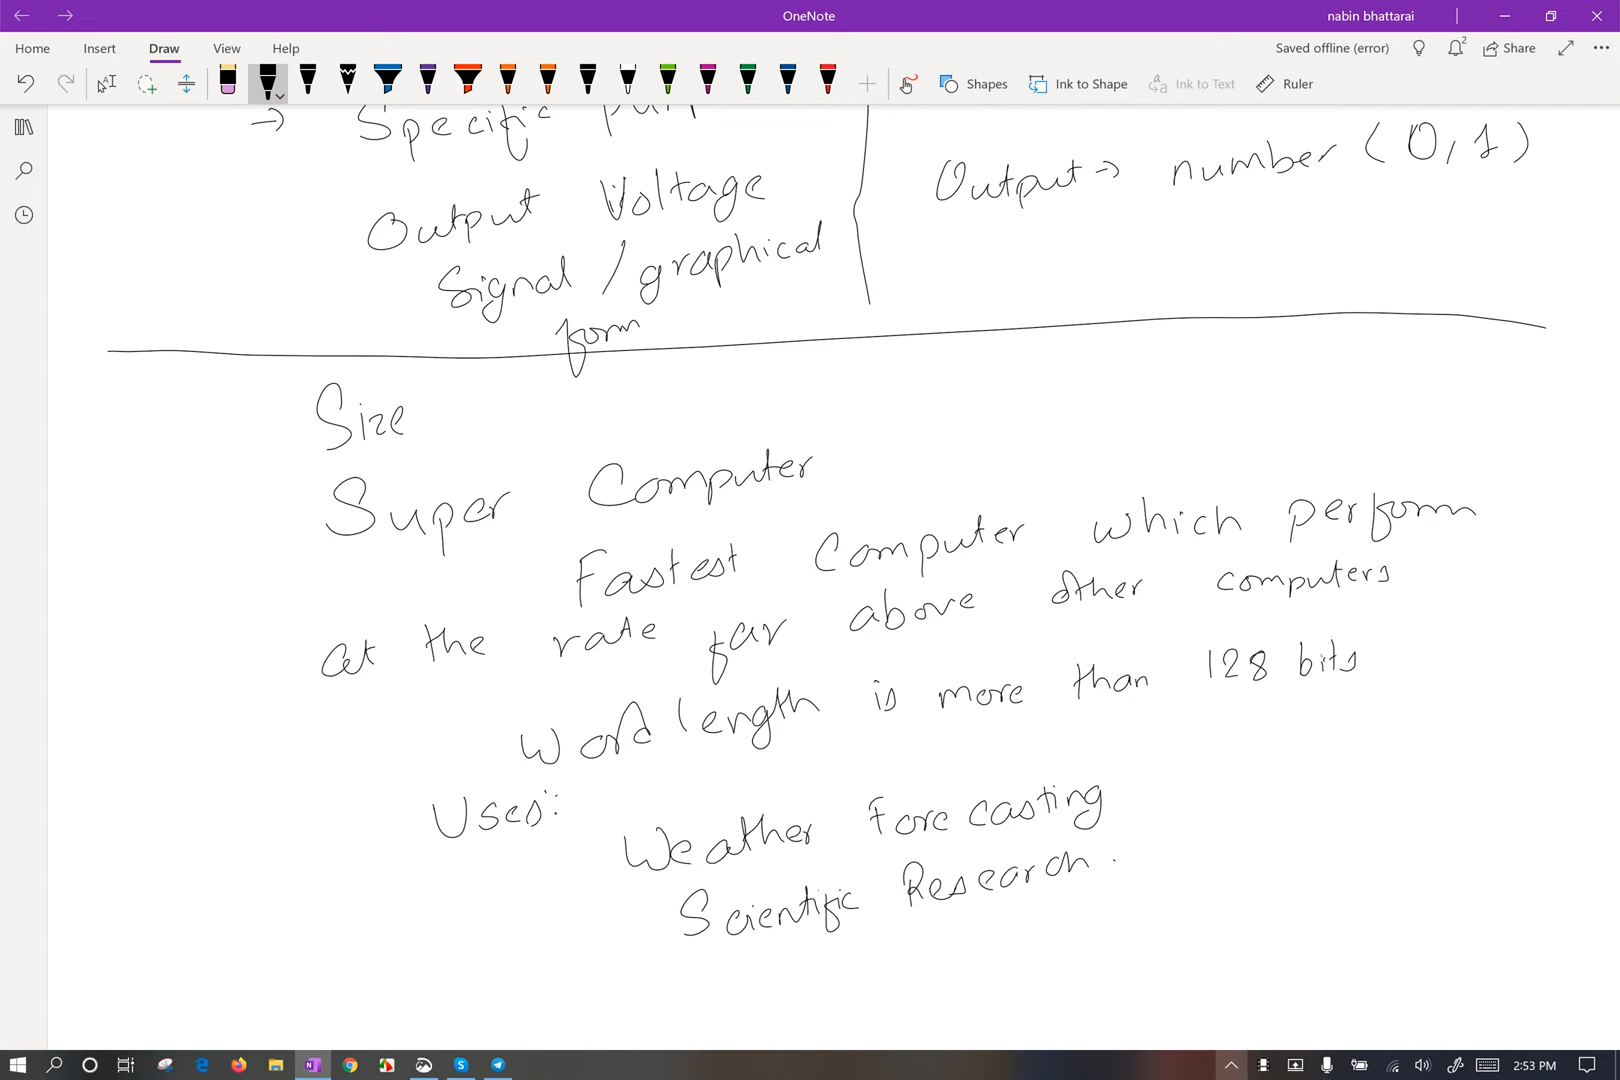 OneNote
nabin bhattarai
Home Insert Draw View Help
Saved offline (error)
2
Share
Shapes
Ink to Shape
Ink to Text
Ruler
→ Specific
Output Voltage
Signal / graphical
form
Output → number (0, 1)
Size
Super Computer
Fastest Computer which perform
at the rate far above other computers
Word length is more than 128 bits
Uses:
Weather Forecasting
Scientific Research.
2:53 PM